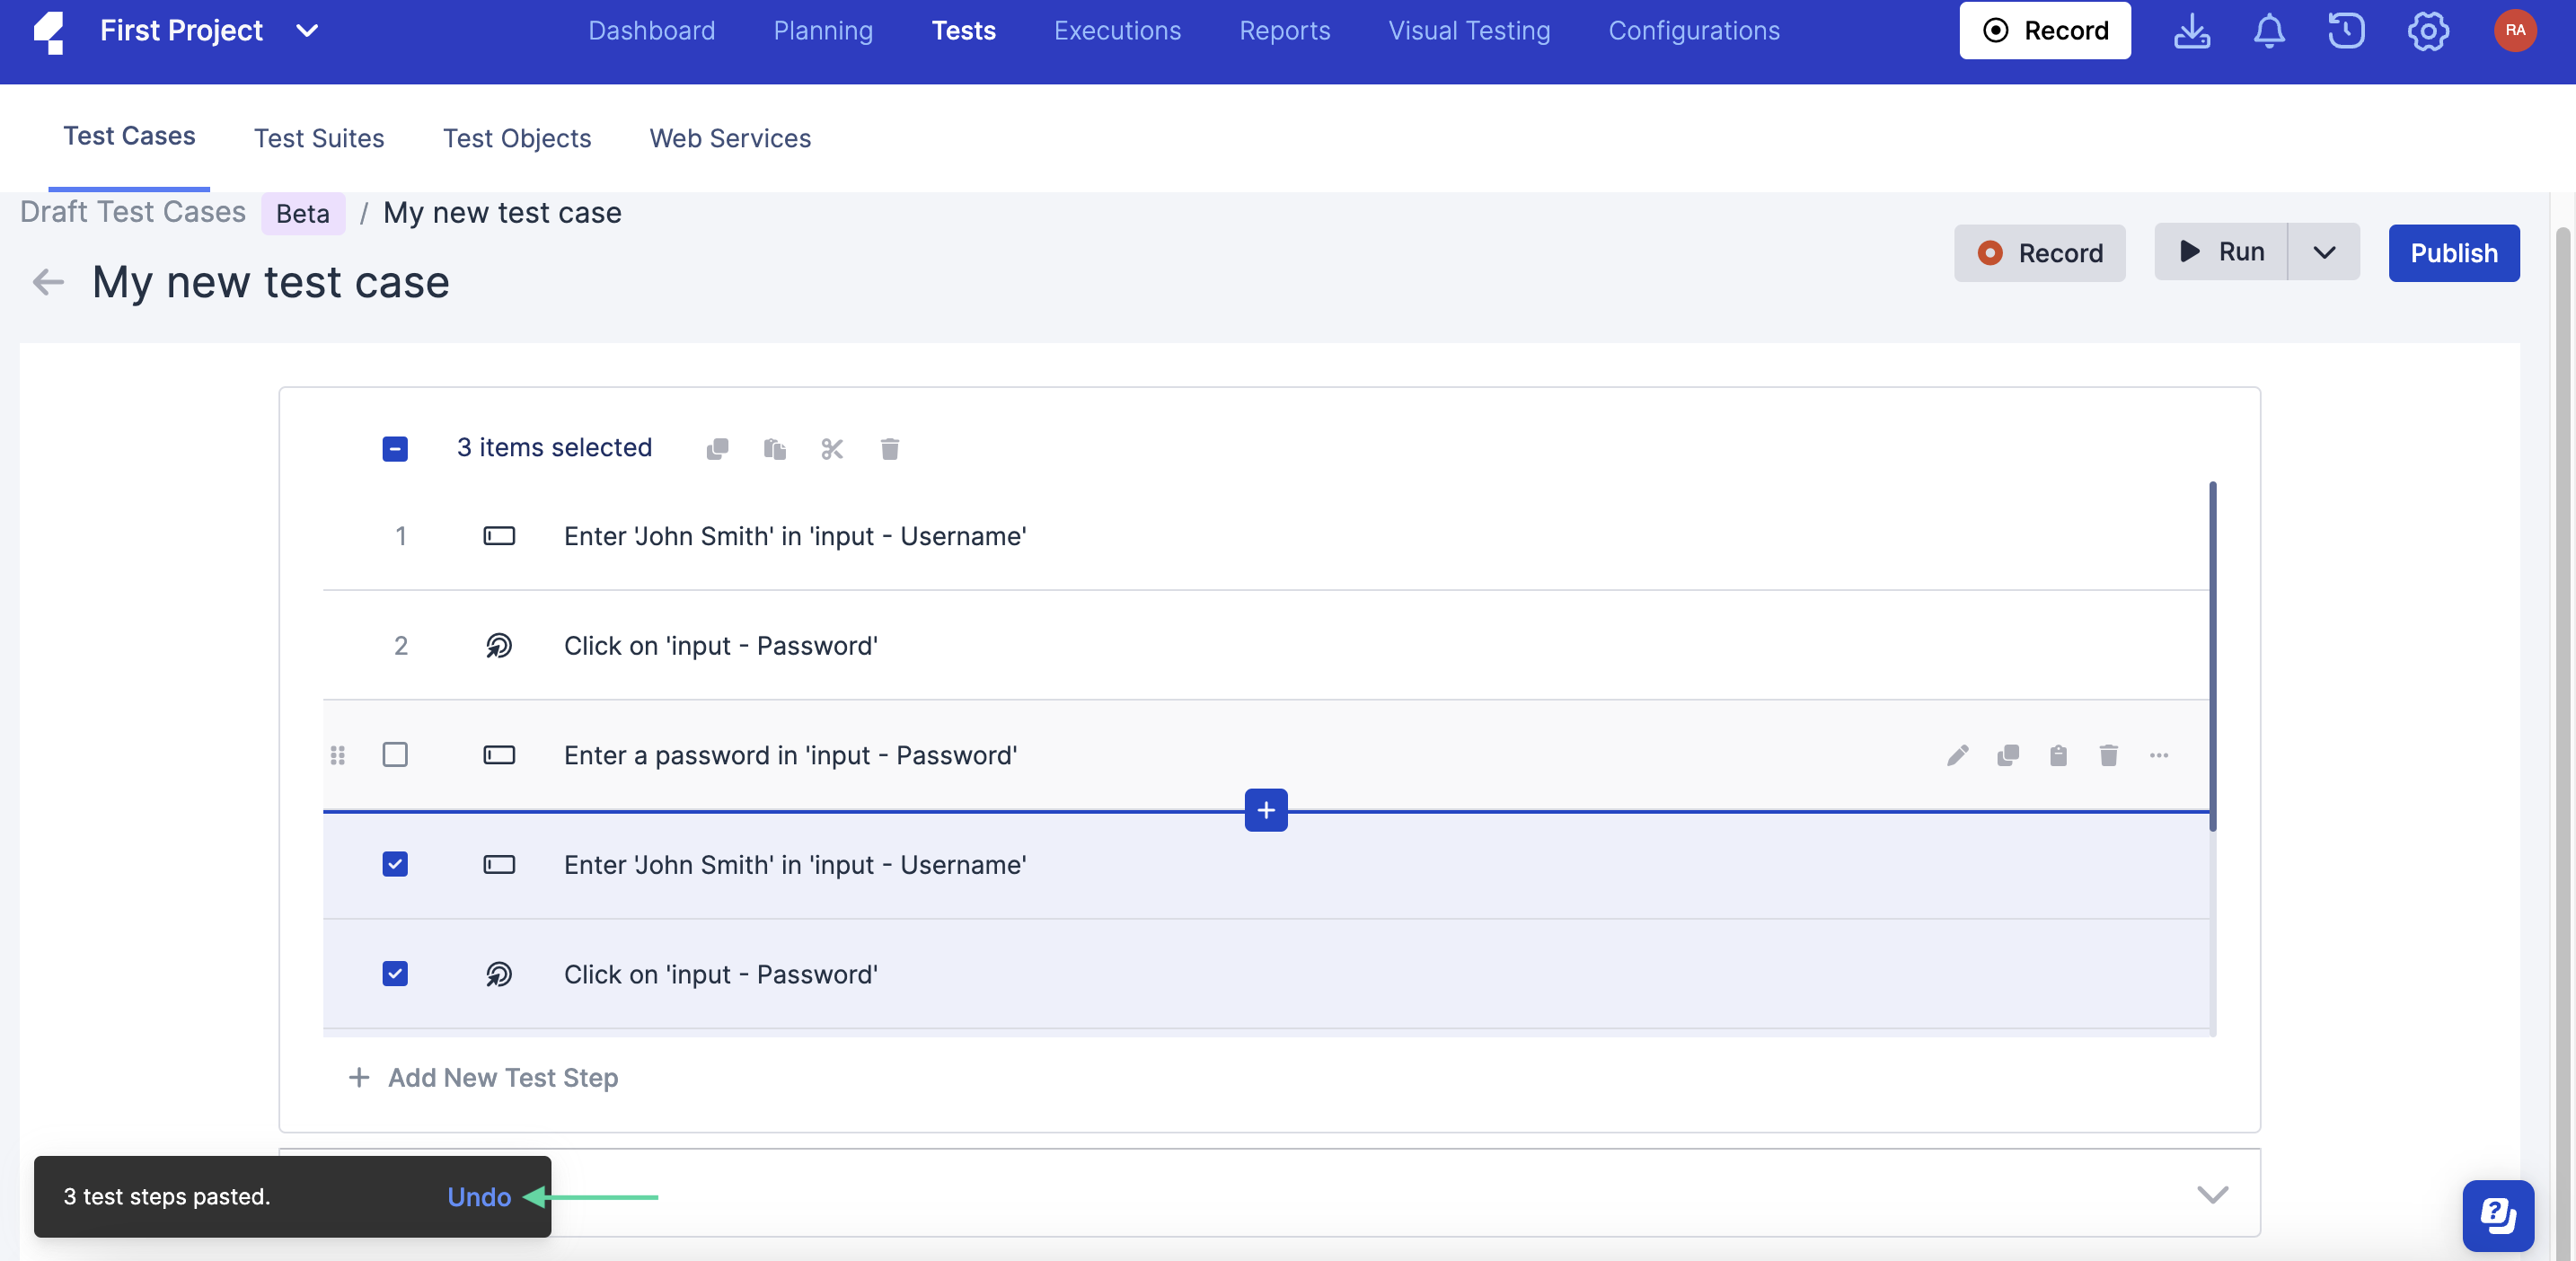 First Project
Dashboard
Planning
Tests
Executions
Reports
Visual Testing
Configurations
Record
RA
Test Cases
Test Suites
Test Objects
Web Services
Draft Test Cases Beta / My new test case
My new test case
Record
Run
Publish
3 items selected
1 Enter 'John Smith' in 'input - Username'
2 Click on 'input - Password'
Enter a password in 'input - Password'
Enter 'John Smith' in 'input - Username'
Click on 'input - Password'
Add New Test Step
3 test steps pasted. Undo